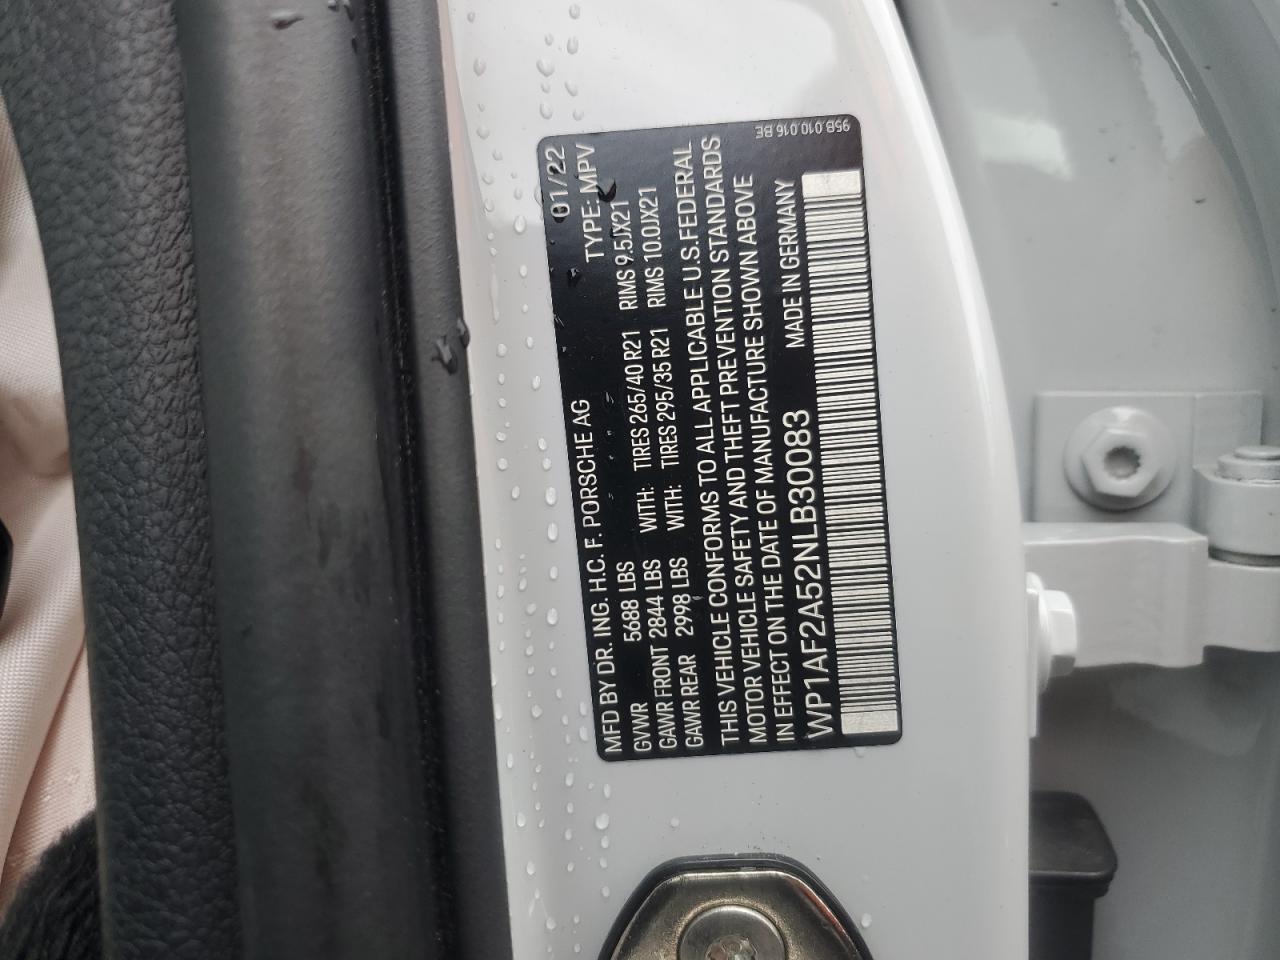 MFD BY DR. ING. H.C. F. PORSCHE AG 01/22
GVWR 5688 LBS TYPE: MPV
GAWR FRONT 2844 LBS WITH: TIRES 265/40 R21 RIMS 9.5JX21
GAWR REAR 2998 LBS WITH: TIRES 295/35 R21 RIMS 10.0JX21
THIS VEHICLE CONFORMS TO ALL APPLICABLE U.S. FEDERAL
MOTOR VEHICLE SAFETY AND THEFT PREVENTION STANDARDS
IN EFFECT ON THE DATE OF MANUFACTURE SHOWN ABOVE
WP1AF2A52NLB30083 MADE IN GERMANY
95B.010.016.BE